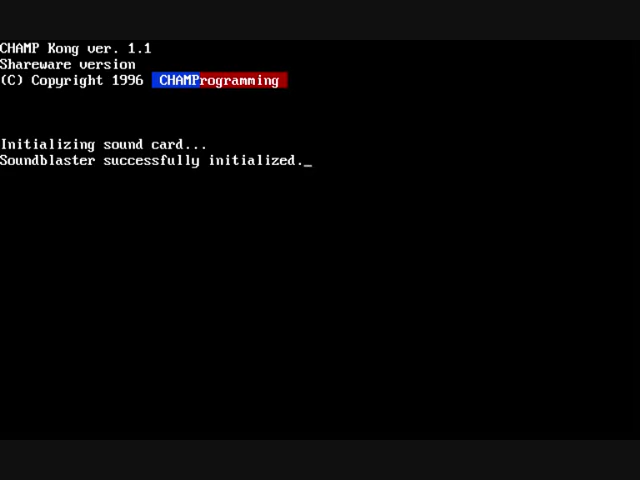 CHAMP Kong ver. 1.1
Shareware version
(C) Copyright 1996 CHAMProgramming
Initializing sound card...
Soundblaster successfully initialized._